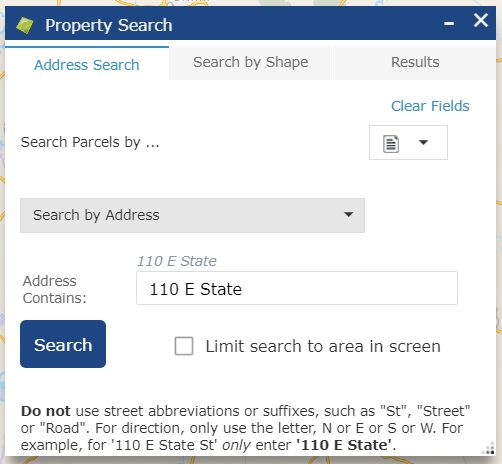 Property Search
Address Search
Search by Shape
Results
Clear Fields
Search Parcels by ...
Search by Address
110 E State
Address
Contains:
110 E State
Search
Limit search to area in screen
Do not use street abbreviations or suffixes, such as "St", "Street"
or "Road". For direction, only use the letter, N or E or S or W. For
example, for '110 E State St' only enter '110 E State'.